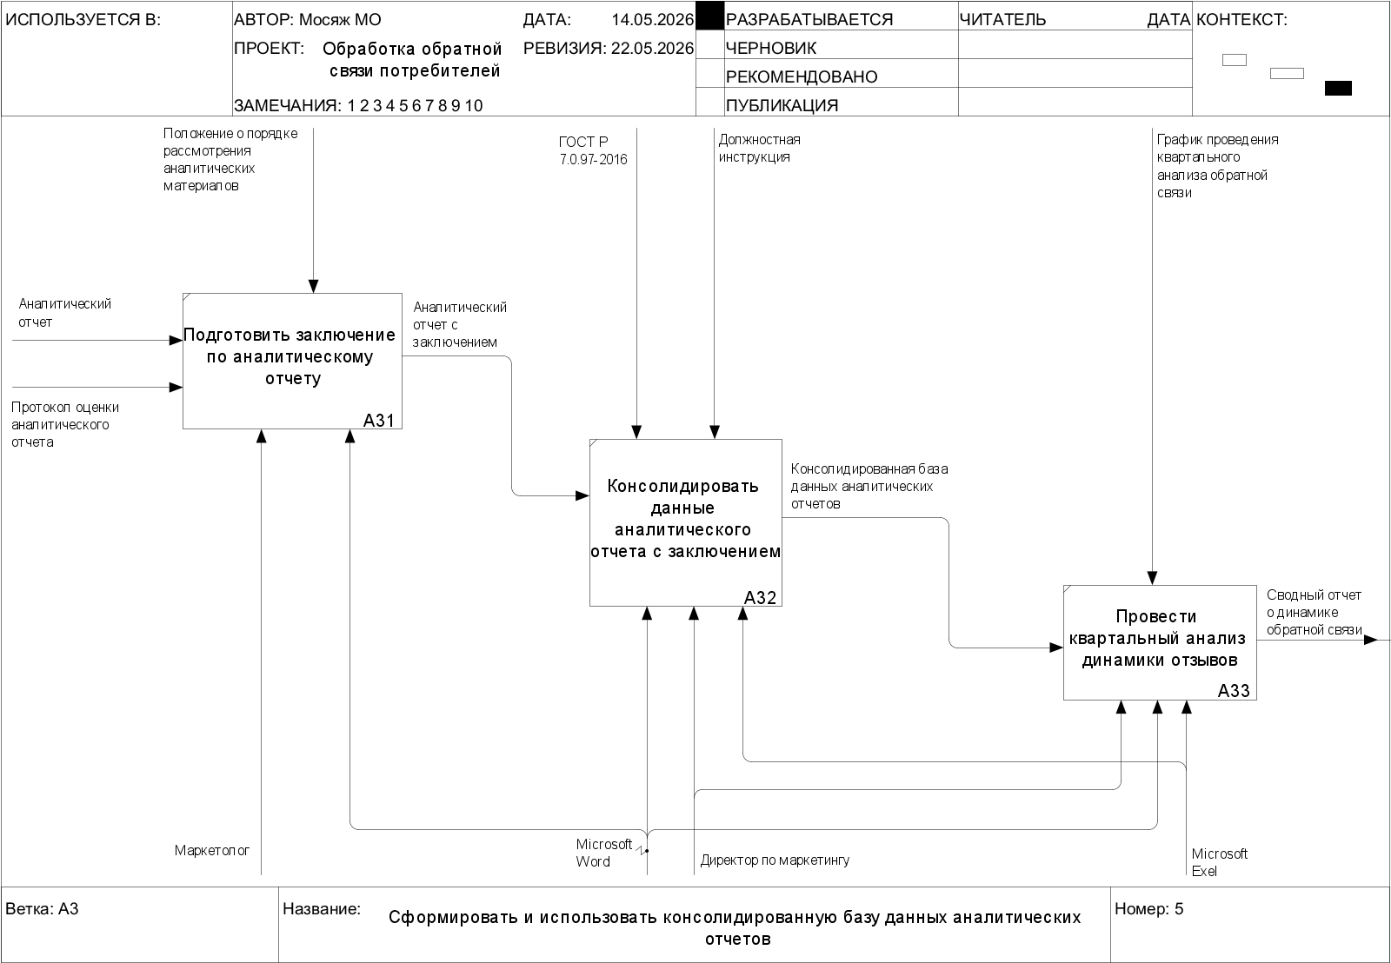 ИСПОЛЬЗУЕТСЯ В:
АВТОР: Мосяж МО
ДАТА: 14.05.2026
ПРОЕКТ: Обработка обратной
связи потребителей
РЕВИЗИЯ: 22.05.2026
ЗАМЕЧАНИЯ: 1 2 3 4 5 6 7 8 9 10
РАЗРАБАТЫВАЕТСЯ
ЧЕРНОВИК
РЕКОМЕНДОВАНО
ПУБЛИКАЦИЯ
ЧИТАТЕЛЬ
ДАТА
КОНТЕКСТ:
Положение о порядке
рассмотрения
аналитических
материалов
ГОСТ Р
7.0.97-2016
Должностная
инструкция
График проведения
квартального
анализа обратной
связи
Аналитический
отчет
Протокол оценки
аналитического
отчета
Подготовить заключение
по аналитическому
отчету
А31
Аналитический
отчет с
заключением
Консолидировать
данные
аналитического
отчета с заключением
А32
Консолидированная база
данных аналитических
отчетов
Провести
квартальный анализ
динамики отзывов
А33
Сводный отчет
о динамике
обратной связи
Маркетолог
Microsoft
Word
Директор по маркетингу
Microsoft
Exel
Ветка: А3
Название:
Сформировать и использовать консолидированную базу данных аналитических
отчетов
Номер: 5